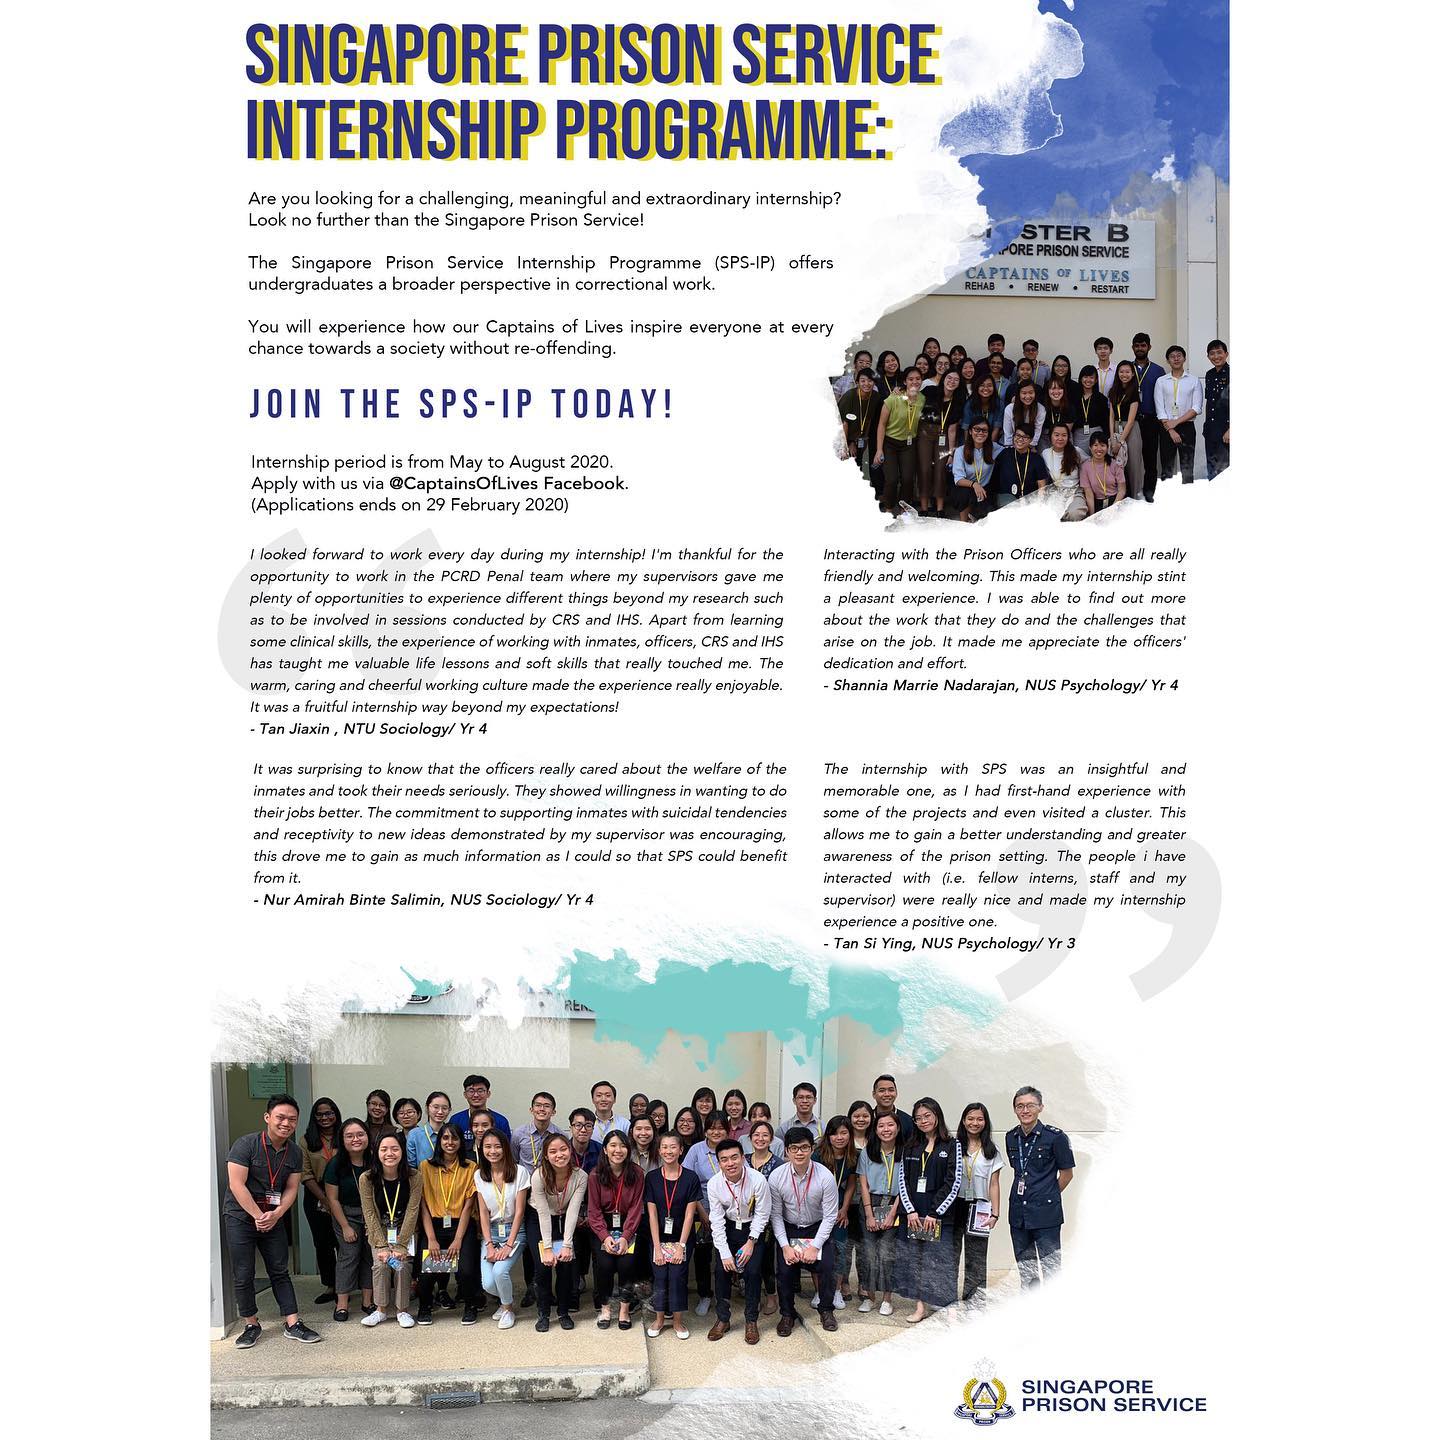 SINGAPORE PRISON SERVICE
INTERNSHIP PROGRAMME:
Are you looking for a challenging, meaningful and extraordinary internship?
Look no further than the Singapore Prison Service!
The Singapore Prison Service Internship Programme (SPS-IP) offers
undergraduates a broader perspective in correctional work.
You will experience how our Captains of Lives inspire everyone at every
chance towards a society without re-offending.
STER B
PORE PRISON SERVICE
CAPTAINS OF LIVES
REHAB • RENEW • RESTART
JOIN THE SPS-IP TODAY!
Internship period is from May to August 2020.
Apply with us via @CaptainsOfLives Facebook.
(Applications ends on 29 February 2020)
I looked forward to work every day during my internship! I'm thankful for the
opportunity to work in the PCRD Penal team where my supervisors gave me
plenty of opportunities to experience different things beyond my research such
as to be involved in sessions conducted by CRS and IHS. Apart from learning
some clinical skills, the experience of working with inmates, officers, CRS and IHS
has taught me valuable life lessons and soft skills that really touched me. The
warm, caring and cheerful working culture made the experience really enjoyable.
It was a fruitful internship way beyond my expectations!
- Tan Jiaxin , NTU Sociology/ Yr 4
Interacting with the Prison Officers who are all really
friendly and welcoming. This made my internship stint
a pleasant experience. I was able to find out more
about the work that they do and the challenges that
arise on the job. It made me appreciate the officers'
dedication and effort.
- Shannia Marrie Nadarajan, NUS Psychology/ Yr 4
It was surprising to know that the officers really cared about the welfare of the
inmates and took their needs seriously. They showed willingness in wanting to do
their jobs better. The commitment to supporting inmates with suicidal tendencies
and receptivity to new ideas demonstrated by my supervisor was encouraging,
this drove me to gain as much information as I could so that SPS could benefit
from it.
- Nur Amirah Binte Salimin, NUS Sociology/ Yr 4
The internship with SPS was an insightful and
memorable one, as I had first-hand experience with
some of the projects and even visited a cluster. This
allows me to gain a better understanding and greater
awareness of the prison setting. The people i have
interacted with (i.e. fellow interns, staff and my
supervisor) were really nice and made my internship
experience a positive one.
- Tan Si Ying, NUS Psychology/ Yr 3
SINGAPORE
PRISON SERVICE